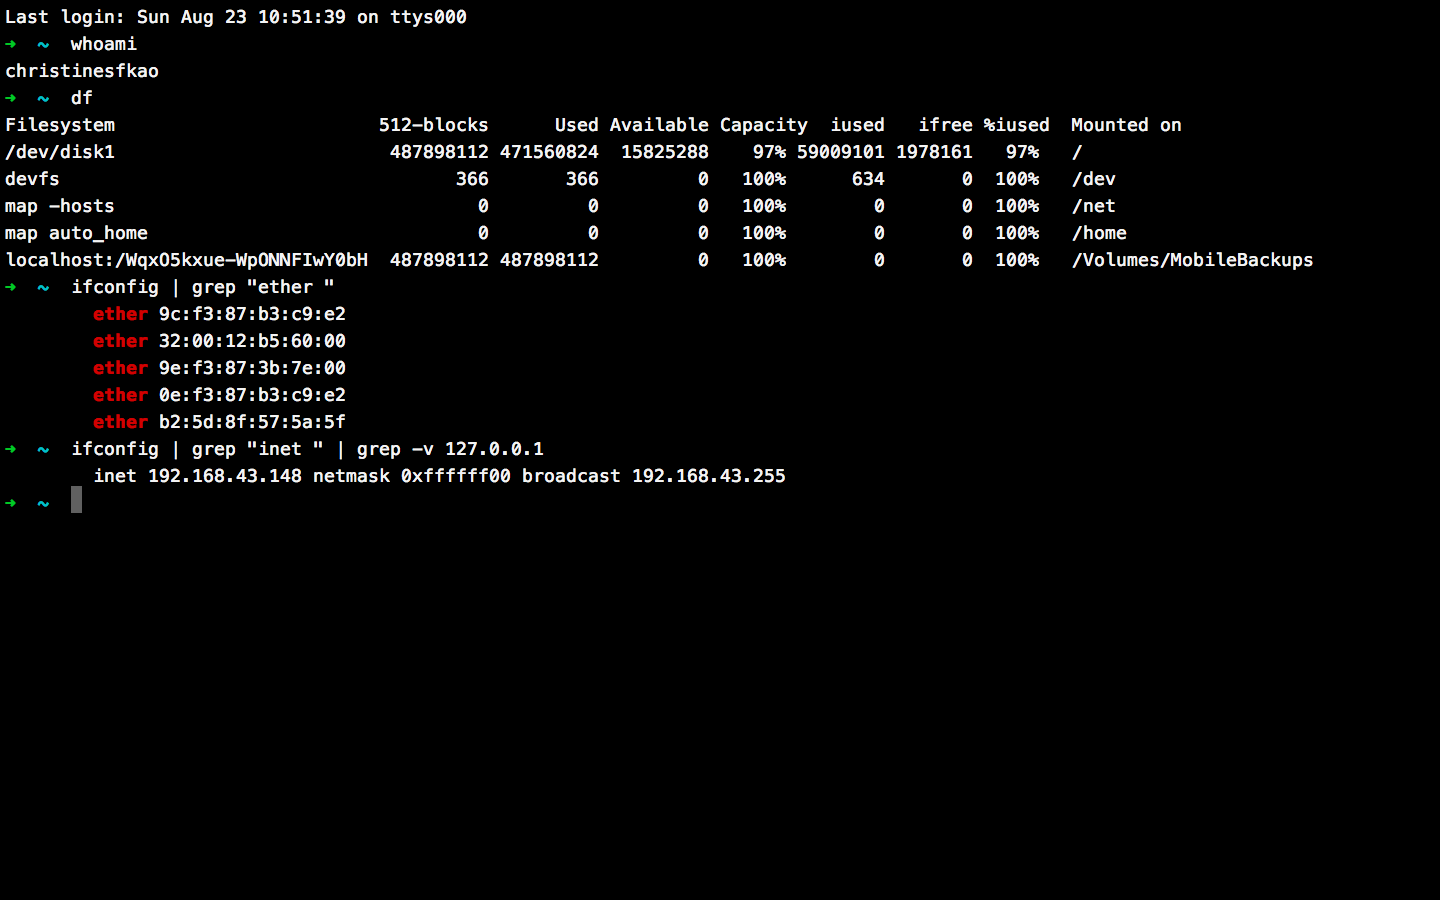 Last login: Sun Aug 23 10:51:39 on ttys000
➜  ~  whoami
christinesfkao
➜  ~  df
Filesystem                        512-blocks      Used Available Capacity  iused   ifree %iused  Mounted on
/dev/disk1                         487898112 471560824  15825288    97% 59009101 1978161   97%   /
devfs                                    366       366         0   100%      634       0  100%   /dev
map -hosts                                 0         0         0   100%        0       0  100%   /net
map auto_home                              0         0         0   100%        0       0  100%   /home
localhost:/WqxO5kxue-WpONNFIwY0bH  487898112 487898112         0   100%        0       0  100%   /Volumes/MobileBackups
➜  ~  ifconfig | grep "ether "
        ether 9c:f3:87:b3:c9:e2
        ether 32:00:12:b5:60:00
        ether 9e:f3:87:3b:7e:00
        ether 0e:f3:87:b3:c9:e2
        ether b2:5d:8f:57:5a:5f
➜  ~  ifconfig | grep "inet " | grep -v 127.0.0.1
        inet 192.168.43.148 netmask 0xffffff00 broadcast 192.168.43.255
➜  ~